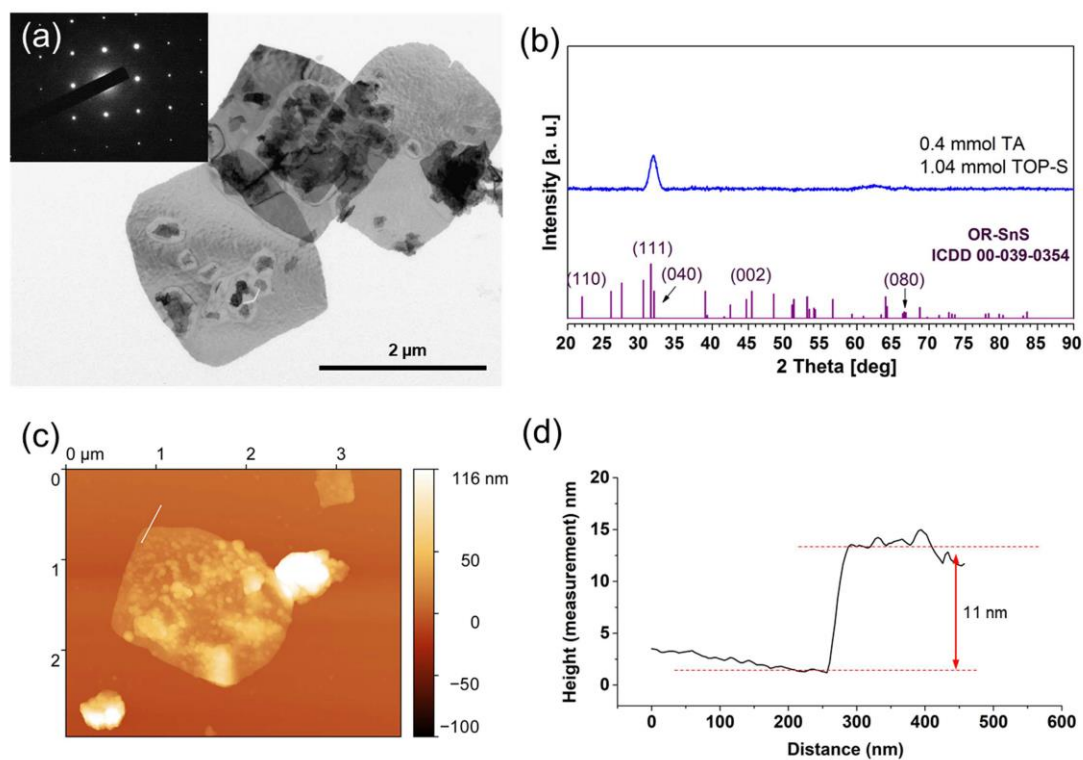 (a)
2 µm
(b)
Intensity [a. u.]
0.4 mmol TA
1.04 mmol TOP-S
OR-SnS
ICDD 00-039-0354
(110)
(111)
(040)
(002)
(080)
20 25 30 35 40 45 50 55 60 65 70 75 80 85 90
2 Theta [deg]
(c)
0 µm 1 2 3
0
1
2
116 nm
50
0
−50
−100
(d)
Height (measurement) nm
20
15
10
5
0
11 nm
0 100 200 300 400 500 600
Distance (nm)